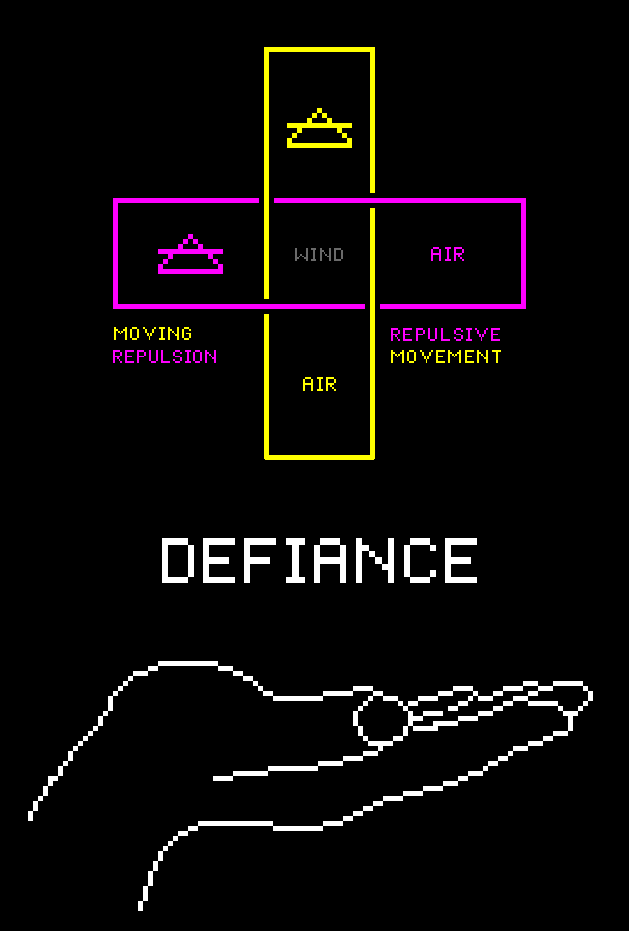 WIND
AIR
MOVING
REPULSION
REPULSIVE
MOVEMENT
AIR
DEFIANCE